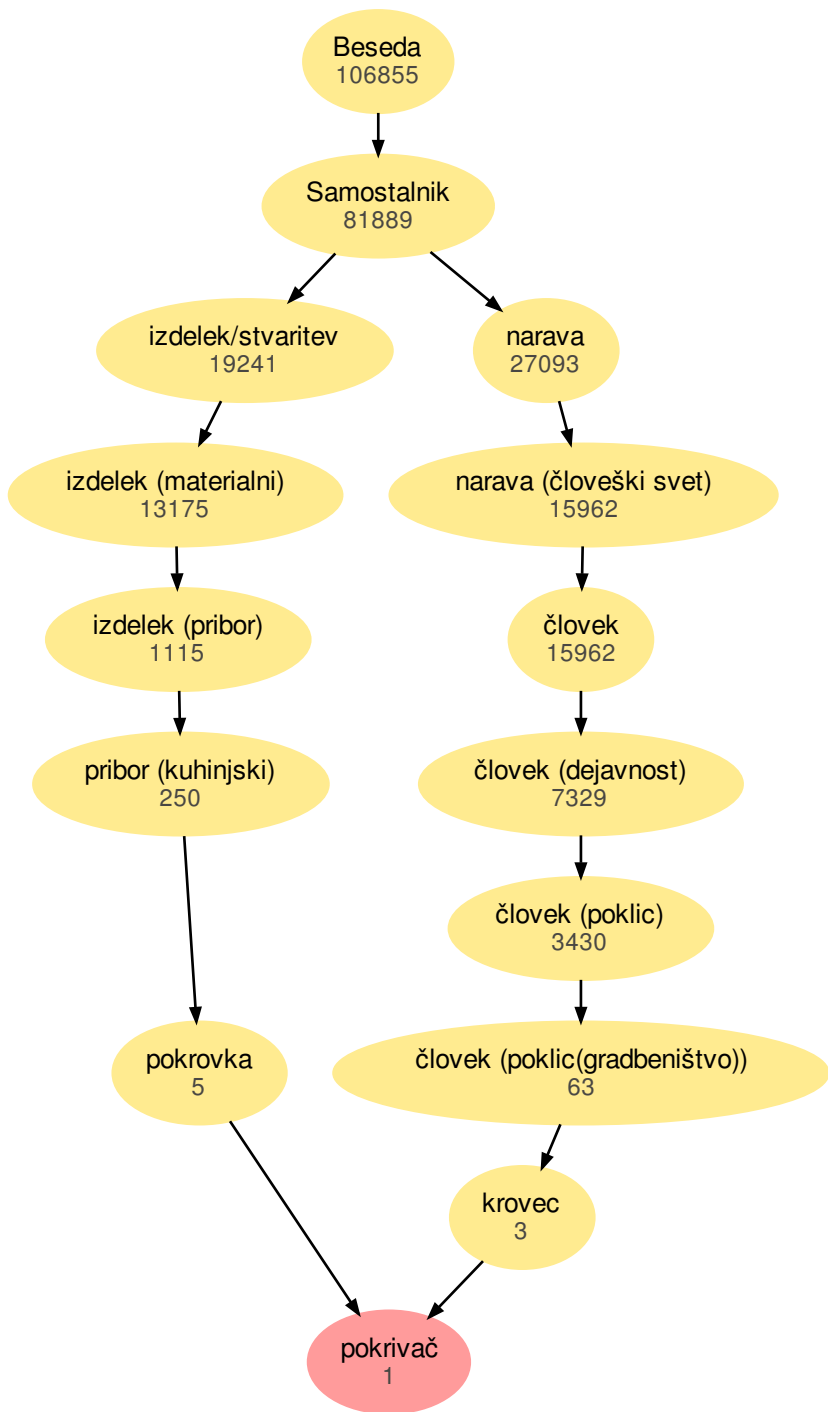 Beseda
106855
Samostalnik
81889
izdelek/stvaritev
19241
narava
27093
izdelek (materialni)
13175
narava (človeški svet)
15962
izdelek (pribor)
1115
človek
15962
pribor (kuhinjski)
250
človek (dejavnost)
7329
človek (poklic)
3430
pokrovka
5
človek (poklic(gradbeništvo))
63
krovec
3
pokrivač
1